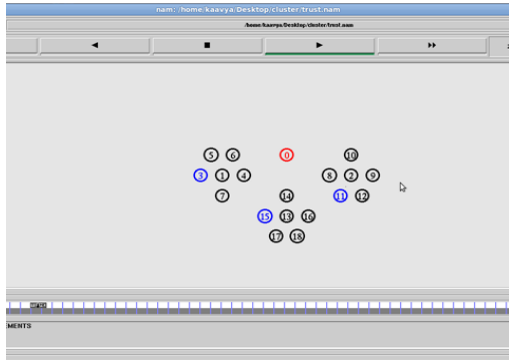 nam: /home/kaavya/Desktop/cluster/trust.nam
/home/kaavya/Desktop/cluster/trust.nam
5 6 0 10
3 1 4 8 2 9
7 14 11 12
15 13 16
17 18
MENTS